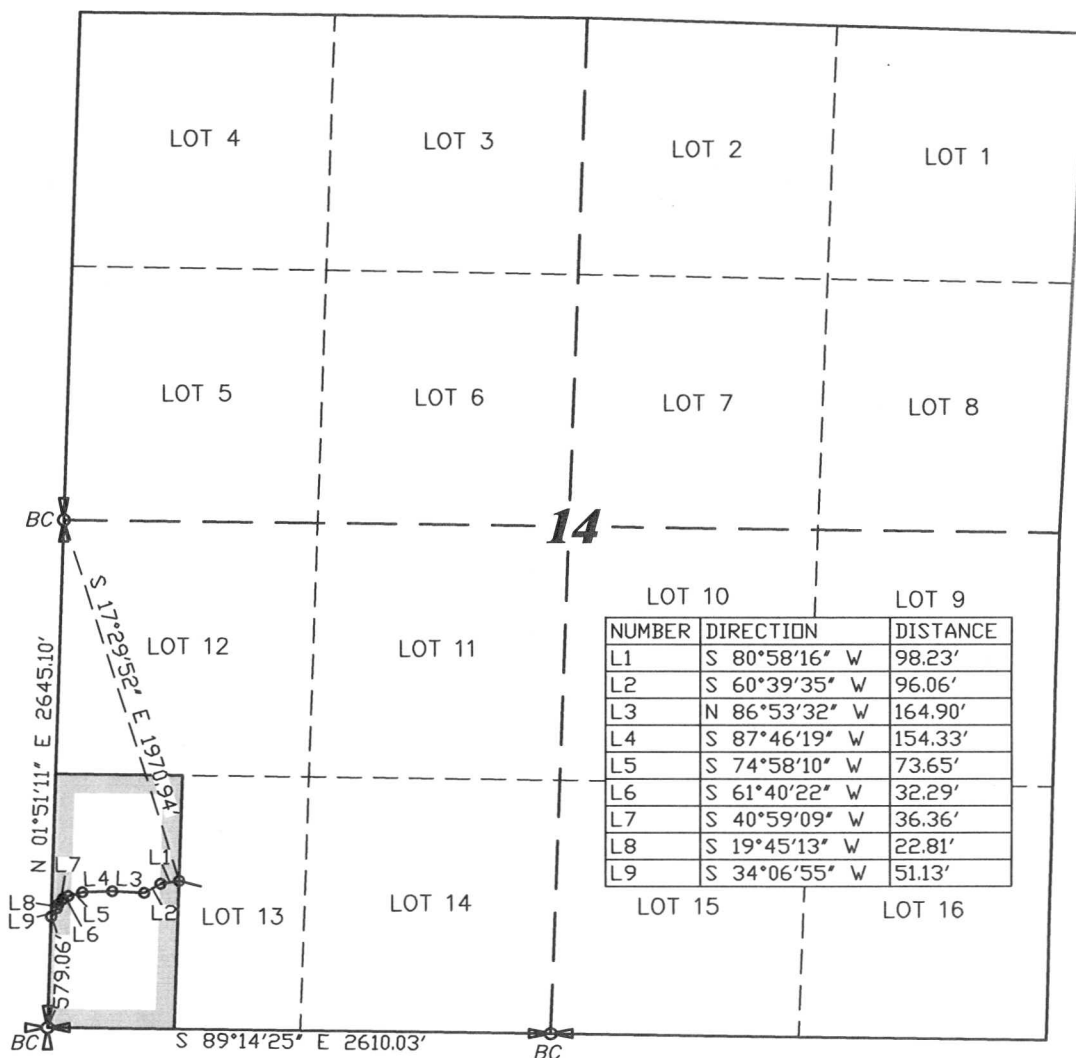 LOT 4
LOT 3
LOT 2
LOT 1
LOT 5
LOT 6
LOT 7
LOT 8
BC
14
S 17°29'52" E 1970.94'
N 01°51'11" E 2645.10'
LOT 12
LOT 11
LOT 10
LOT 9
NUMBER DIRECTION DISTANCE
L1 S 80°58'16" W 98.23'
L2 S 60°39'35" W 96.06'
L3 N 86°53'32" W 164.90'
L4 S 87°46'19" W 154.33'
L5 S 74°58'10" W 73.65'
L6 S 61°40'22" W 32.29'
L7 S 40°59'09" W 36.36'
L8 S 19°45'13" W 22.81'
L9 S 34°06'55" W 51.13'
L7
L4
L3
L1
L8
L9
L5
L6
L2
579.06'
LOT 13
LOT 14
LOT 15
LOT 16
BC
S 89°14'25" E 2610.03'
BC